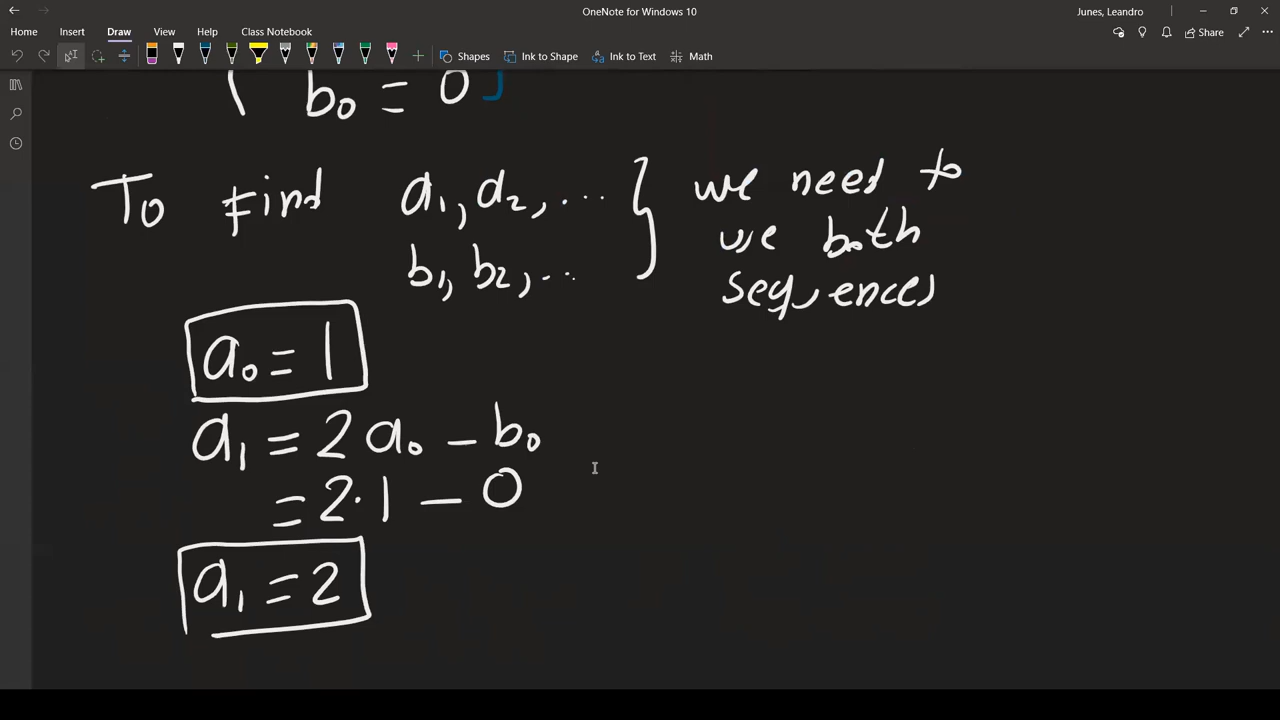 OneNote for Windows 10
Junes, Leandro
Home Insert Draw View Help Class Notebook
Share
Shapes Ink to Shape Ink to Text Math
b₀ = 0
To find a₁, a₂, ... we need to
b₁, b₂, ... use both
sequences
a₀ = 1
a₁ = 2a₀ - b₀
= 2·1 - 0
a₁ = 2